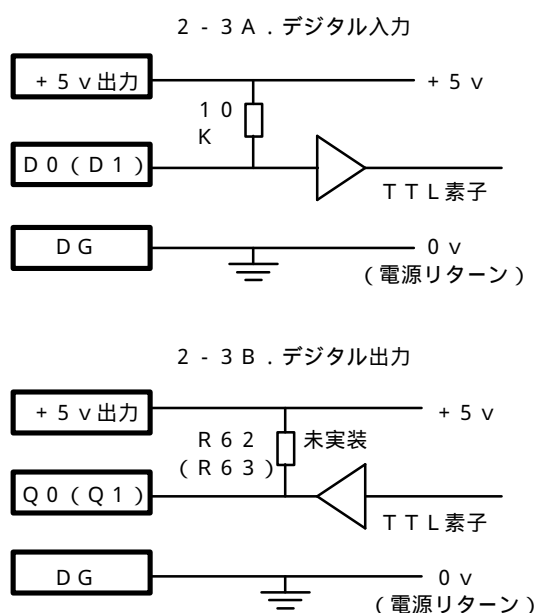 ２-３Ａ．デジタル入力
＋５ｖ出力
＋５ｖ
１０
Ｋ
Ｄ０(Ｄ１)
ＴＴＬ素子
ＤＧ
０ｖ
(電源リターン)
２-３Ｂ．デジタル出力
＋５ｖ出力
＋５ｖ
Ｒ６２
未実装
(Ｒ６３)
Ｑ０(Ｑ１)
ＴＴＬ素子
ＤＧ
０ｖ
(電源リターン)